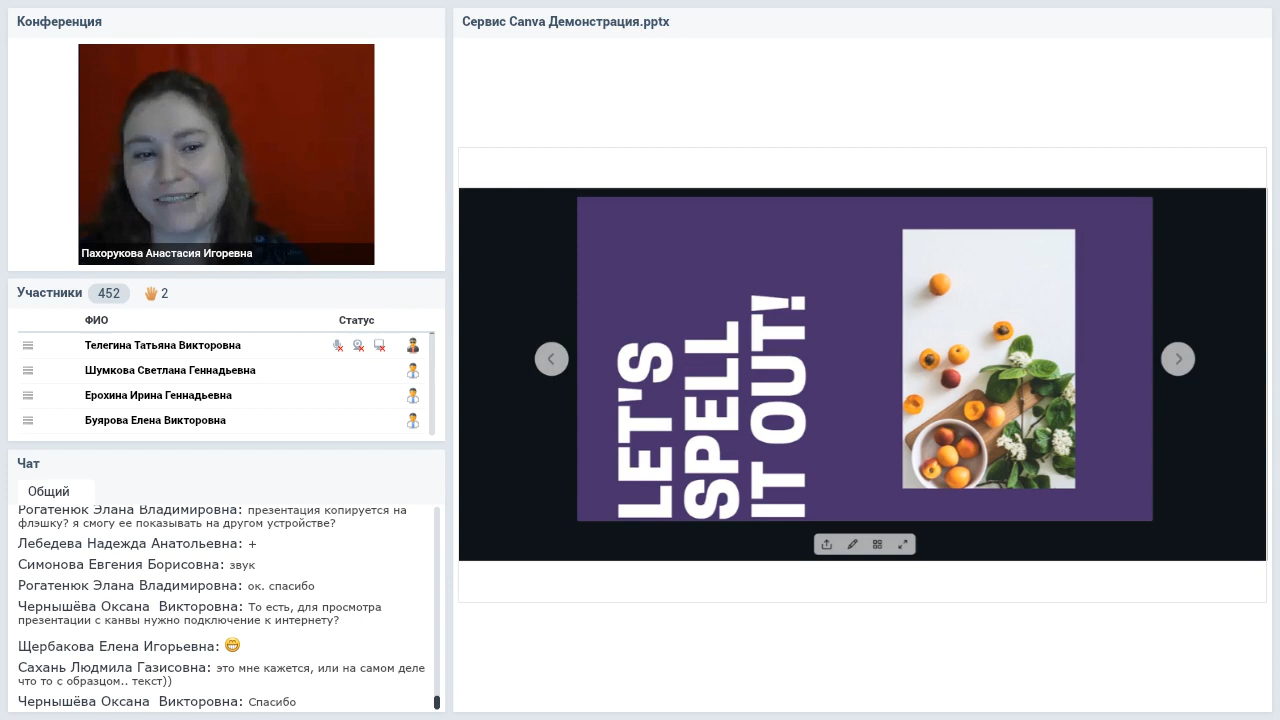 Конференция
Пахорукова Анастасия Игоревна
Участники 452 2
ФИО Статус
Телегина Татьяна Викторовна
Шумкова Светлана Геннадьевна
Ерохина Ирина Геннадьевна
Буярова Елена Викторовна
Чат
Общий
Рогатенюк Элана Владимировна: презентация копируется на
флэшку? я смогу ее показывать на другом устройстве?
Лебедева Надежда Анатольевна: +
Симонова Евгения Борисовна: звук
Рогатенюк Элана Владимировна: ок. спасибо
Чернышёва Оксана Викторовна: То есть, для просмотра
презентации с канвы нужно подключение к интернету?
Щербакова Елена Игорьевна: 😁
Сахань Людмила Газисовна: это мне кажется, или на самом деле
что то с образцом.. текст))
Чернышёва Оксана Викторовна: Спасибо
Сервис Canva Демонстрация.pptx
LET'S
SPELL
IT OUT!